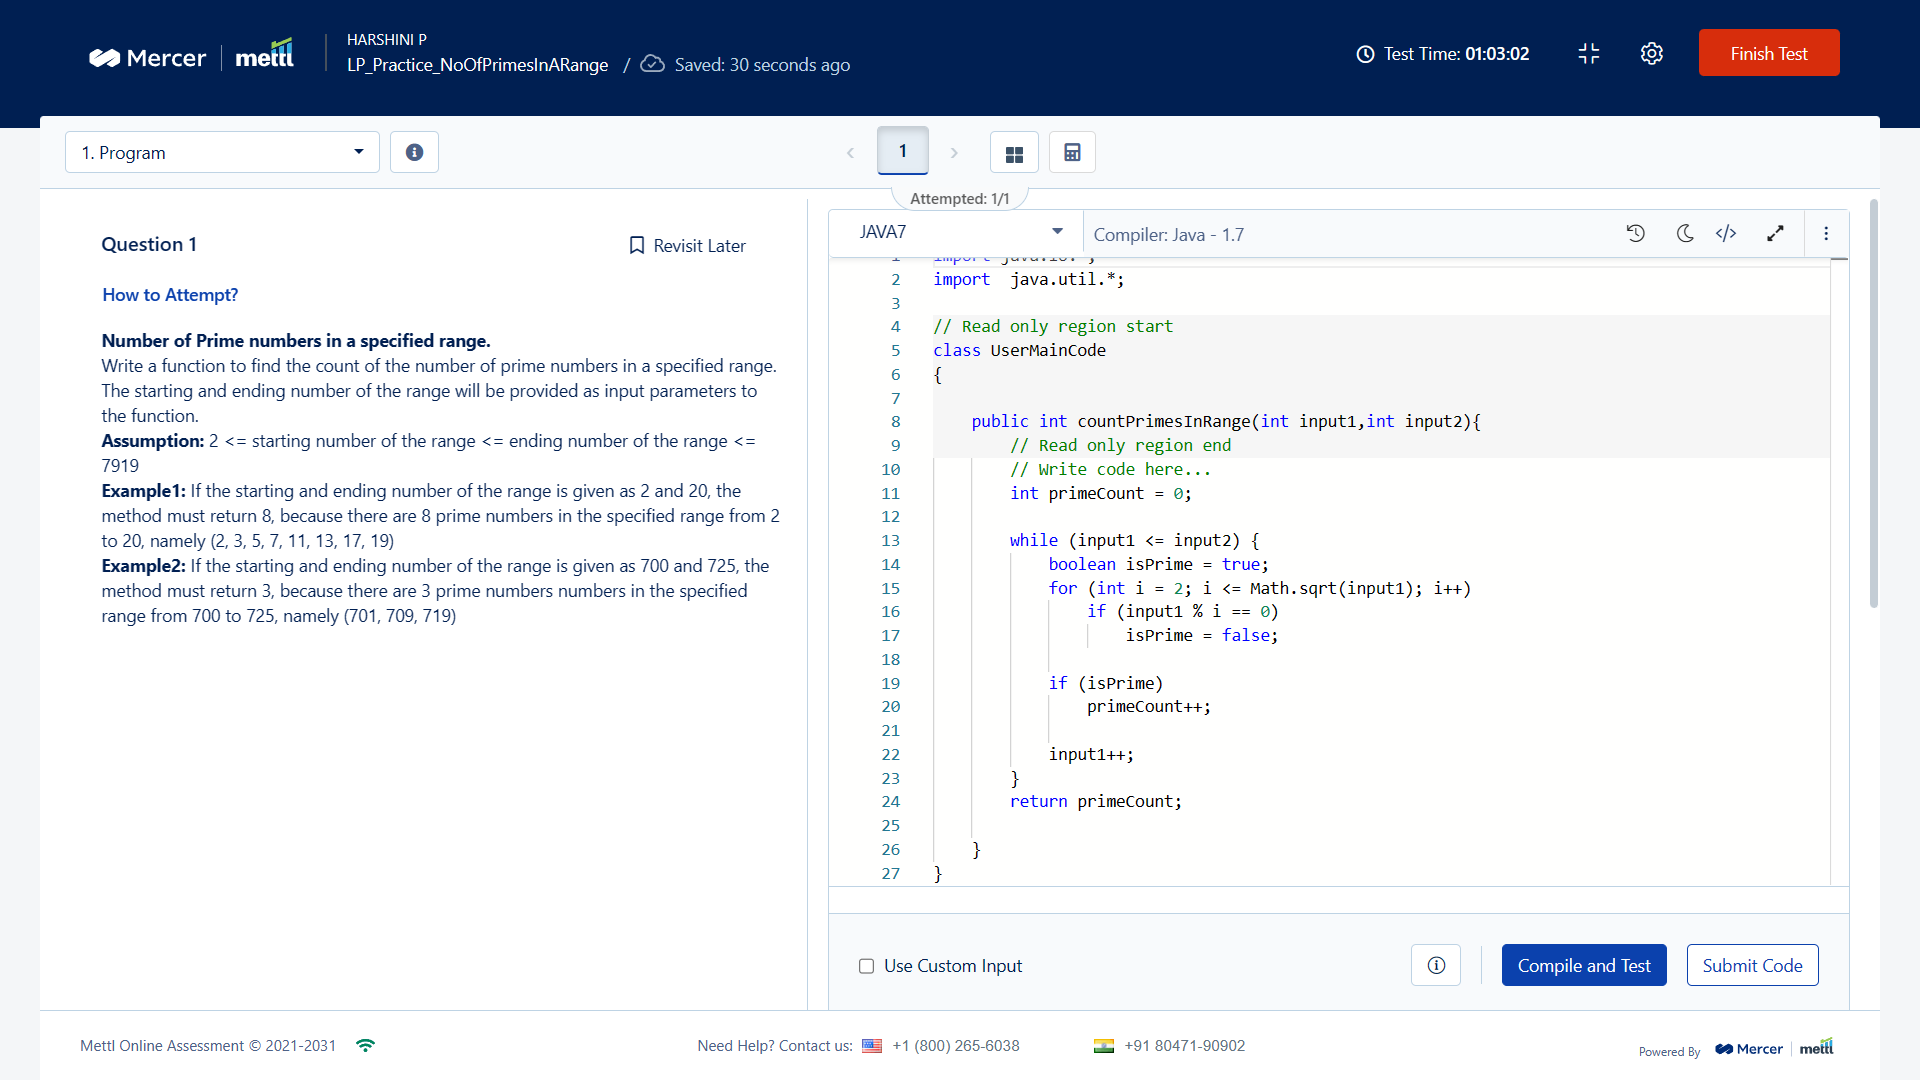 Mercer mettl
HARSHINI P
LP_Practice_NoOfPrimesInARange / Saved: 30 seconds ago
Test Time: 01:03:02
Finish Test
1. Program
1
Attempted: 1/1
Question 1
Revisit Later
How to Attempt?
Number of Prime numbers in a specified range.
Write a function to find the count of the number of prime numbers in a specified range.
The starting and ending number of the range will be provided as input parameters to
the function.
Assumption: 2 <= starting number of the range <= ending number of the range <=
7919
Example1: If the starting and ending number of the range is given as 2 and 20, the
method must return 8, because there are 8 prime numbers in the specified range from 2
to 20, namely (2, 3, 5, 7, 11, 13, 17, 19)
Example2: If the starting and ending number of the range is given as 700 and 725, the
method must return 3, because there are 3 prime numbers numbers in the specified
range from 700 to 725, namely (701, 709, 719)
JAVA7
Compiler: Java - 1.7
1 import java.io.*;
2 import  java.util.*;
3
4 // Read only region start
5 class UserMainCode
6 {
7
8     public int countPrimesInRange(int input1,int input2){
9         // Read only region end
10         // Write code here...
11         int primeCount = 0;
12
13         while (input1 <= input2) {
14             boolean isPrime = true;
15             for (int i = 2; i <= Math.sqrt(input1); i++)
16                 if (input1 % i == 0)
17                     isPrime = false;
18
19             if (isPrime)
20                 primeCount++;
21
22             input1++;
23         }
24         return primeCount;
25
26     }
27 }
Use Custom Input
Compile and Test
Submit Code
Mettl Online Assessment © 2021-2031
Need Help? Contact us: +1 (800) 265-6038
+91 80471-90902
Powered By Mercer mettl